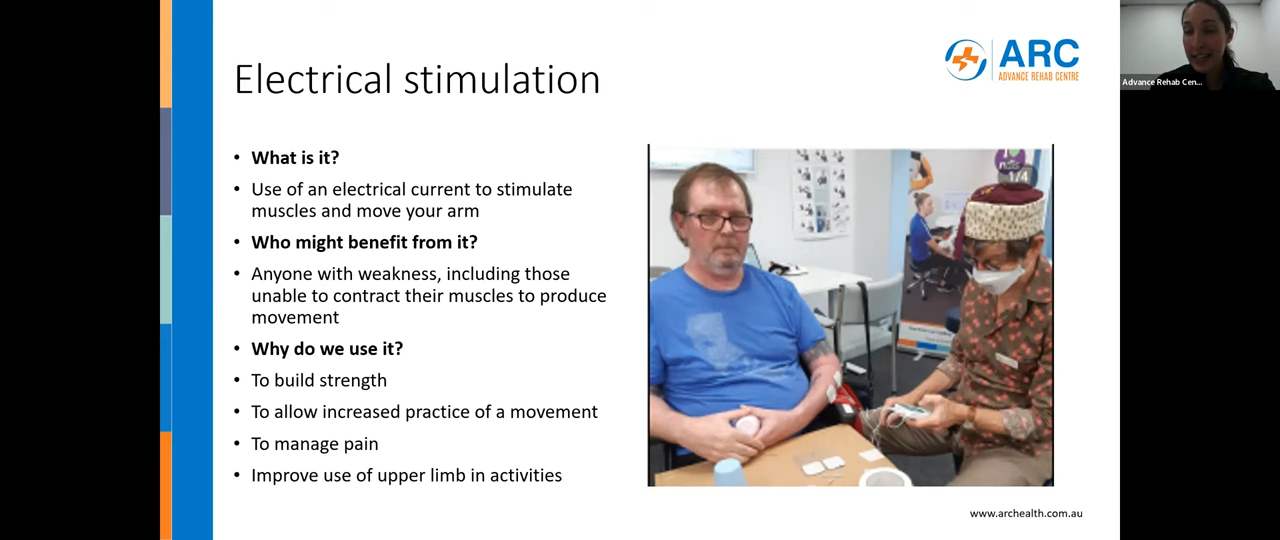 Electrical stimulation
ARC
ADVANCE REHAB CENTRE
Advance Rehab Cen...
• What is it?
• Use of an electrical current to stimulate
muscles and move your arm
• Who might benefit from it?
• Anyone with weakness, including those
unable to contract their muscles to produce
movement
• Why do we use it?
• To build strength
• To allow increased practice of a movement
• To manage pain
• Improve use of upper limb in activities
1/4
www.archealth.com.au